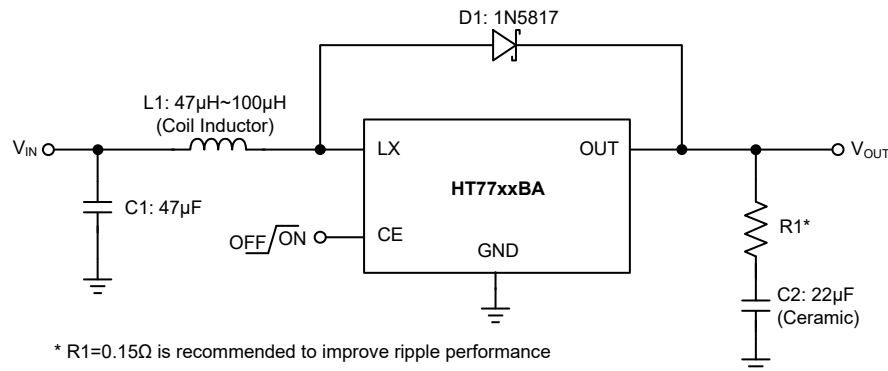 D1: 1N5817
L1: 47µH~100µH
(Coil Inductor)
VIN
LX
OUT
VOUT
HT77xxBA
C1: 47µF
OFF/ON
CE
GND
R1*
C2: 22µF
(Ceramic)
* R1=0.15Ω is recommended to improve ripple performance